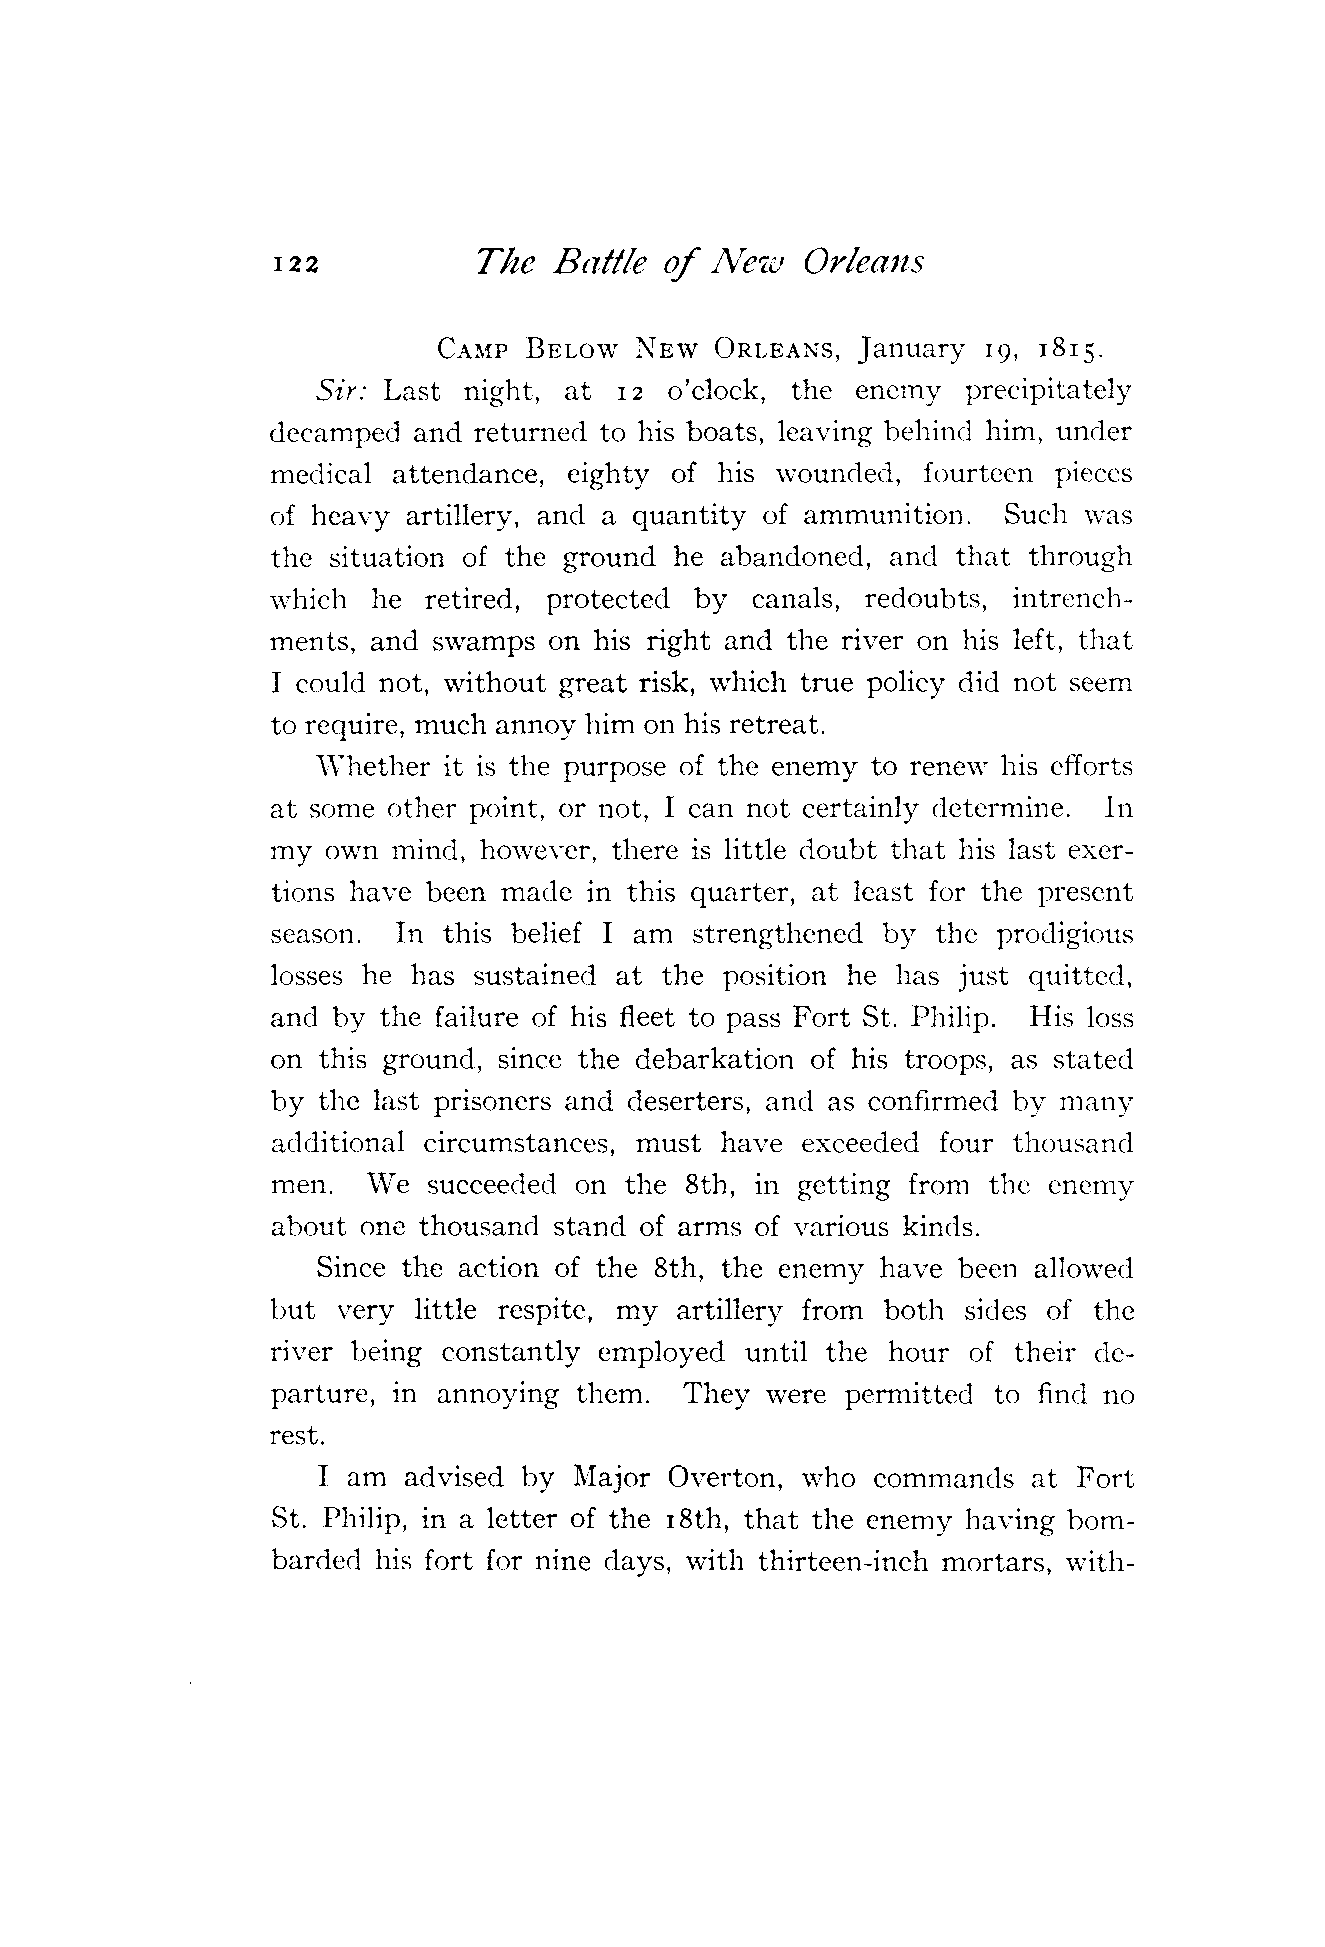 122 The Battle of New Orleans
Camp Below New Orleans, January 19, 1815.
Sir: Last night, at 12 o'clock, the enemy precipitately
decamped and returned to his boats, leaving behind him, under
medical attendance, eighty of his wounded, fourteen pieces
of heavy artillery, and a quantity of ammunition. Such was
the situation of the ground he abandoned, and that through
which he retired, protected by canals, redoubts, intrench-
ments, and swamps on his right and the river on his left, that
I could not, without great risk, which true policy did not seem
to require, much annoy him on his retreat.
Whether it is the purpose of the enemy to renew his efforts
at some other point, or not, I can not certainly determine. In
my own mind, however, there is little doubt that his last exer-
tions have been made in this quarter, at least for the present
season. In this belief I am strengthened by the prodigious
losses he has sustained at the position he has just quitted,
and by the failure of his fleet to pass Fort St. Philip. His loss
on this ground, since the debarkation of his troops, as stated
by the last prisoners and deserters, and as confirmed by many
additional circumstances, must have exceeded four thousand
men. We succeeded on the 8th, in getting from the enemy
about one thousand stand of arms of various kinds.
Since the action of the 8th, the enemy have been allowed
but very little respite, my artillery from both sides of the
river being constantly employed until the hour of their de-
parture, in annoying them. They were permitted to find no
rest.
I am advised by Major Overton, who commands at Fort
St. Philip, in a letter of the 18th, that the enemy having bom-
barded his fort for nine days, with thirteen-inch mortars, with-